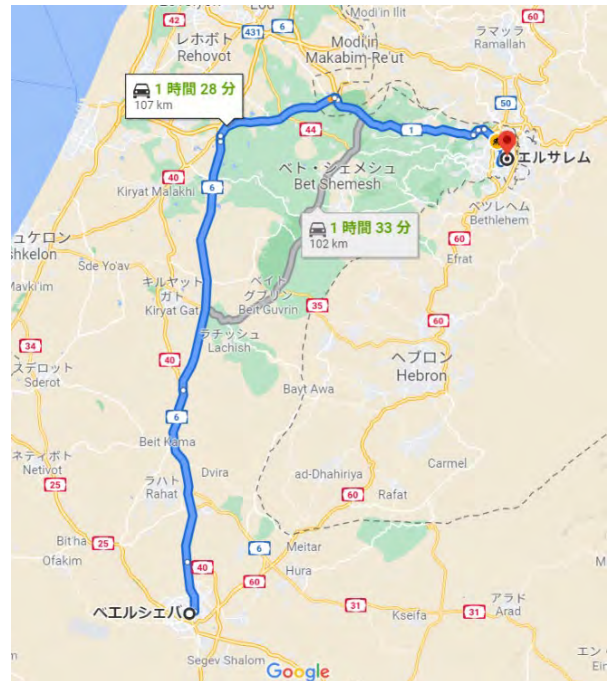 42
Lod
Modi'in Ilit
60
ラマッラ
Ramallah
レホボト
Rehovot
431
Modi'in
Makabim-Re'ut
50
1 時間 28 分
107 km
44
1
エルサレム
ベト・シェメシュ
Bet Shemesh
6
40
Kiryat Malakhi
ベツレヘム
Bethlehem
1 時間 33 分
102 km
60
Efrat
ュケロン
shkelon
Sde Yo'av
Mavki'im
キルヤット
ガト
Kiryat Gat
ベイト
グブリン
Beit Guvrin
35
60
ラチッシュ
Lachish
34
スデロット
Sderot
40
ヘブロン
Hebron
Bayt Awa
6
Beit Kama
ネティボト
Netivot
ラハト
Rahat
Dvira
ad-Dhahiriya
Carmel
25
60
Rafat
Bitha
25
Ofakim
6
Meitar
40
Hura
60
31
Kseifa
31
アラド
Arad
ベエルシェバ
Segev Shalom
エン
Ein
Google